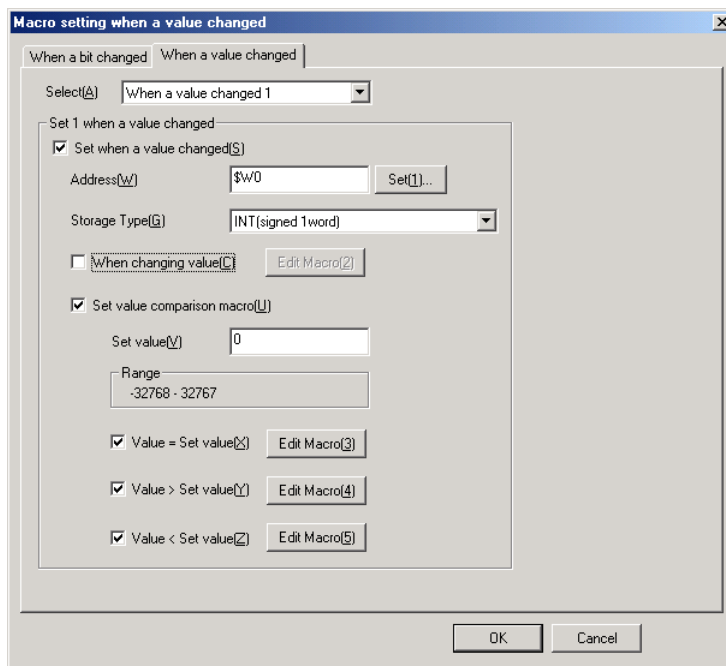 Macro setting when a value changed
When a bit changed When a value changed
Select(A) When a value changed 1
Set 1 when a value changed
Set when a value changed(S)
Address(W) $W0 Set(1)...
Storage Type(G) INT(signed 1word)
When changing value(C) Edit Macro(2)
Set value comparison macro(U)
Set value(V) 0
Range
-32768 - 32767
Value = Set value(X) Edit Macro(3)
Value > Set value(Y) Edit Macro(4)
Value < Set value(Z) Edit Macro(5)
OK Cancel